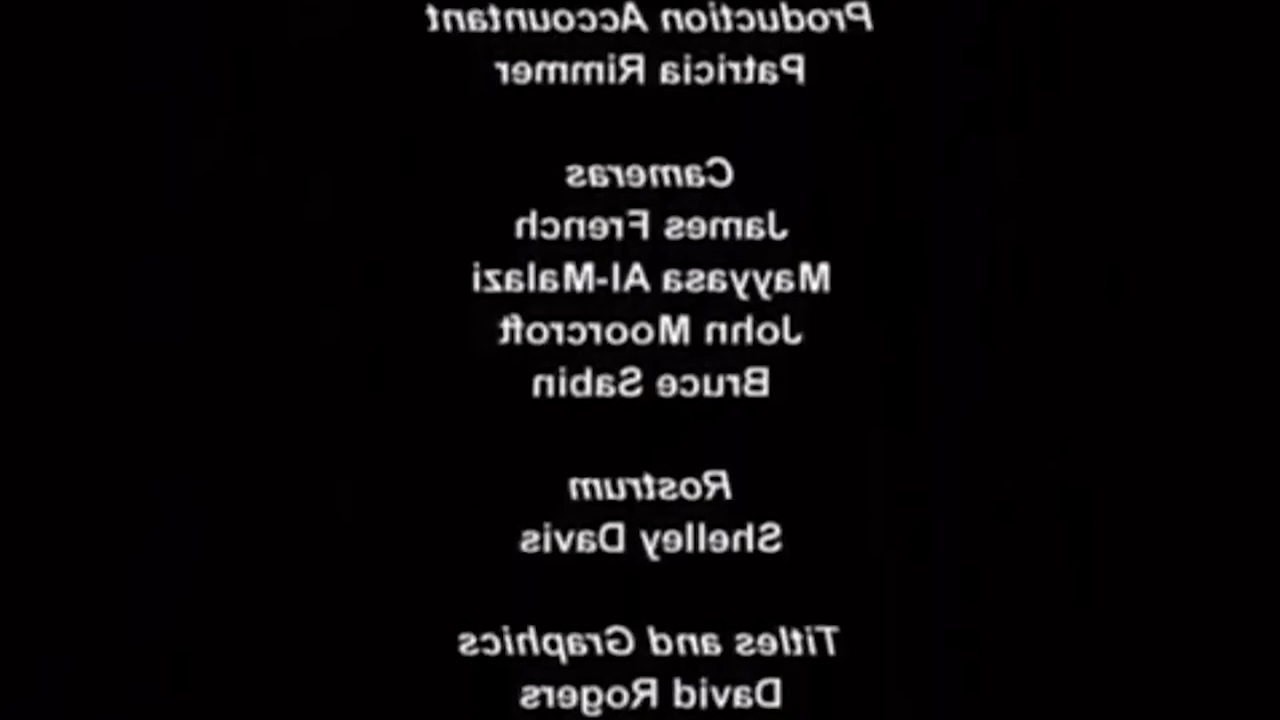 Production Accountant
Patricia Rimmer
Cameras
James French
Mayyasa Al-Malazi
John Moorcroft
Bruce Sabin
Rostrum
Shelley Davis
Titles and Graphics
David Rogers